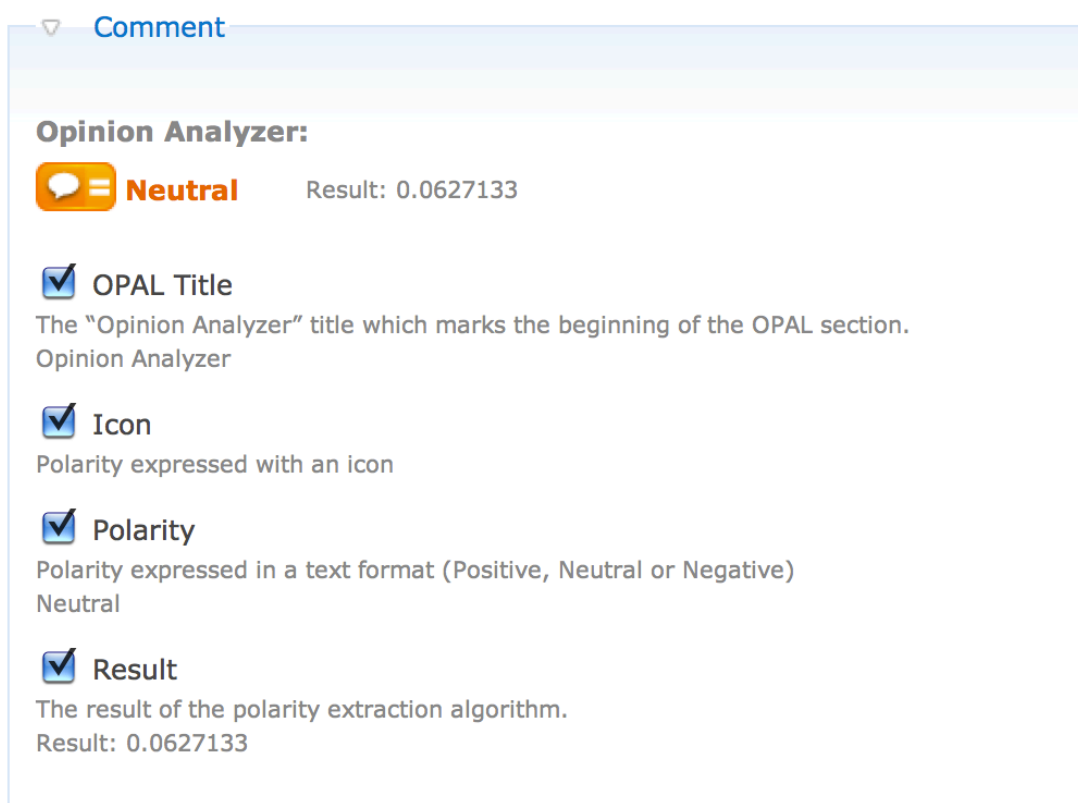 Comment
Opinion Analyzer:
Neutral Result: 0.0627133
OPAL Title
The “Opinion Analyzer” title which marks the beginning of the OPAL section.
Opinion Analyzer
Icon
Polarity expressed with an icon
Polarity
Polarity expressed in a text format (Positive, Neutral or Negative)
Neutral
Result
The result of the polarity extraction algorithm.
Result: 0.0627133